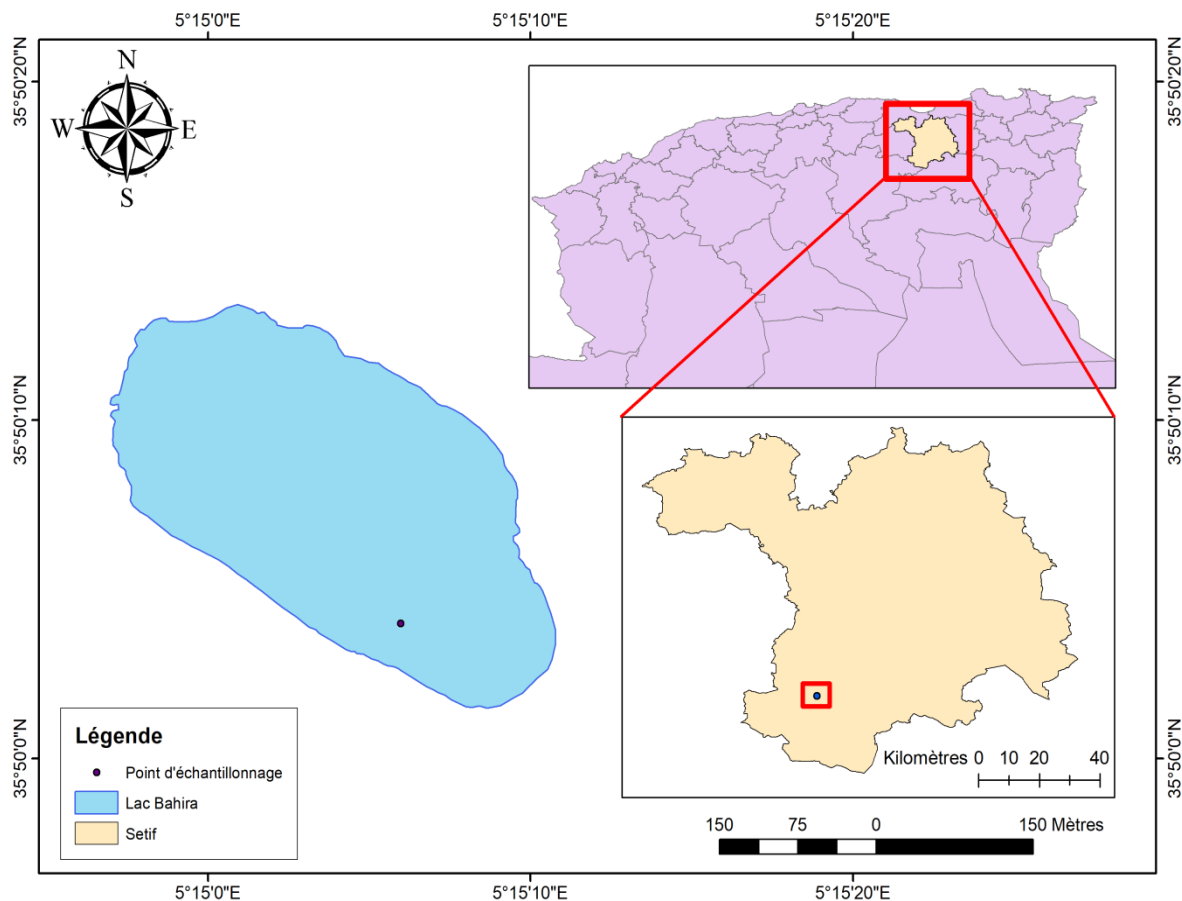 5°15'0"E 5°15'10"E 5°15'20"E
35°50'20"N 35°50'20"N
N
W E
S
35°50'10"N 35°50'10"N
Kilomètres 0 10 20 40
35°50'0"N 35°50'0"N
Légende
Point d'échantillonnage
Lac Bahira
Setif
150 75 0 150 Mètres
5°15'0"E 5°15'10"E 5°15'20"E